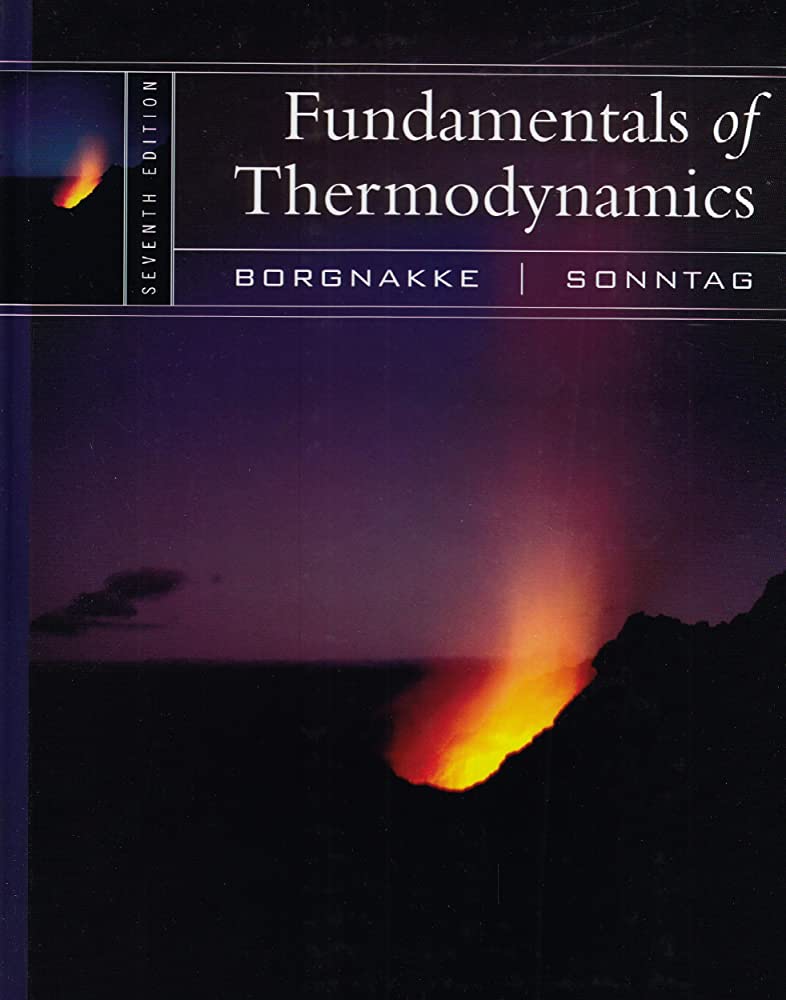 SEVENTH EDITION
Fundamentals of
Thermodynamics
BORGNAKKE | SONNTAG